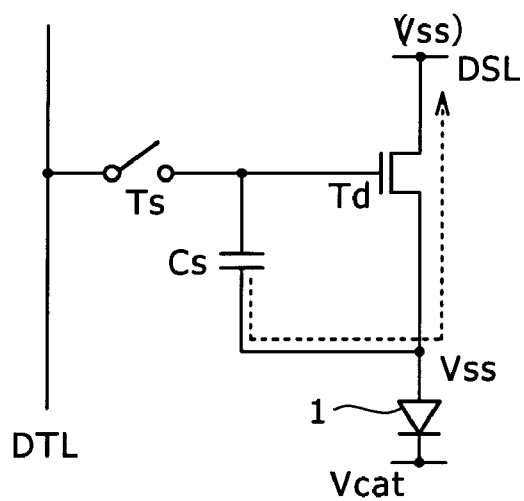 (Vss)
DSL
Ts
Td
Cs
Vss
1
DTL
Vcat